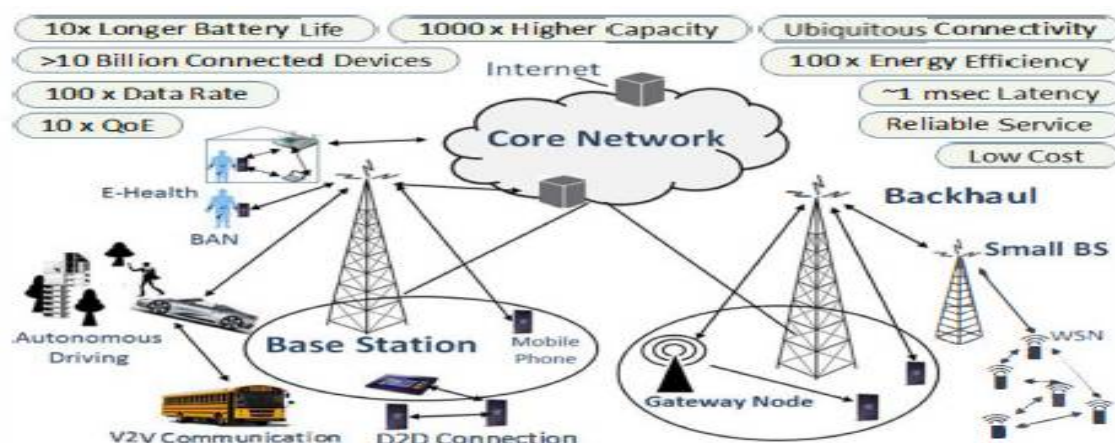 10x Longer Battery Life
1000 x Higher Capacity
Ubiquitous Connectivity
>10 Billion Connected Devices
Internet
100 x Energy Efficiency
100 x Data Rate
~1 msec Latency
10 x QoE
Core Network
Reliable Service
Low Cost
E-Health
Backhaul
BAN
Small BS
Autonomous
Driving
Base Station
Mobile
Phone
WSN
Gateway Node
V2V Communication
D2D Connection